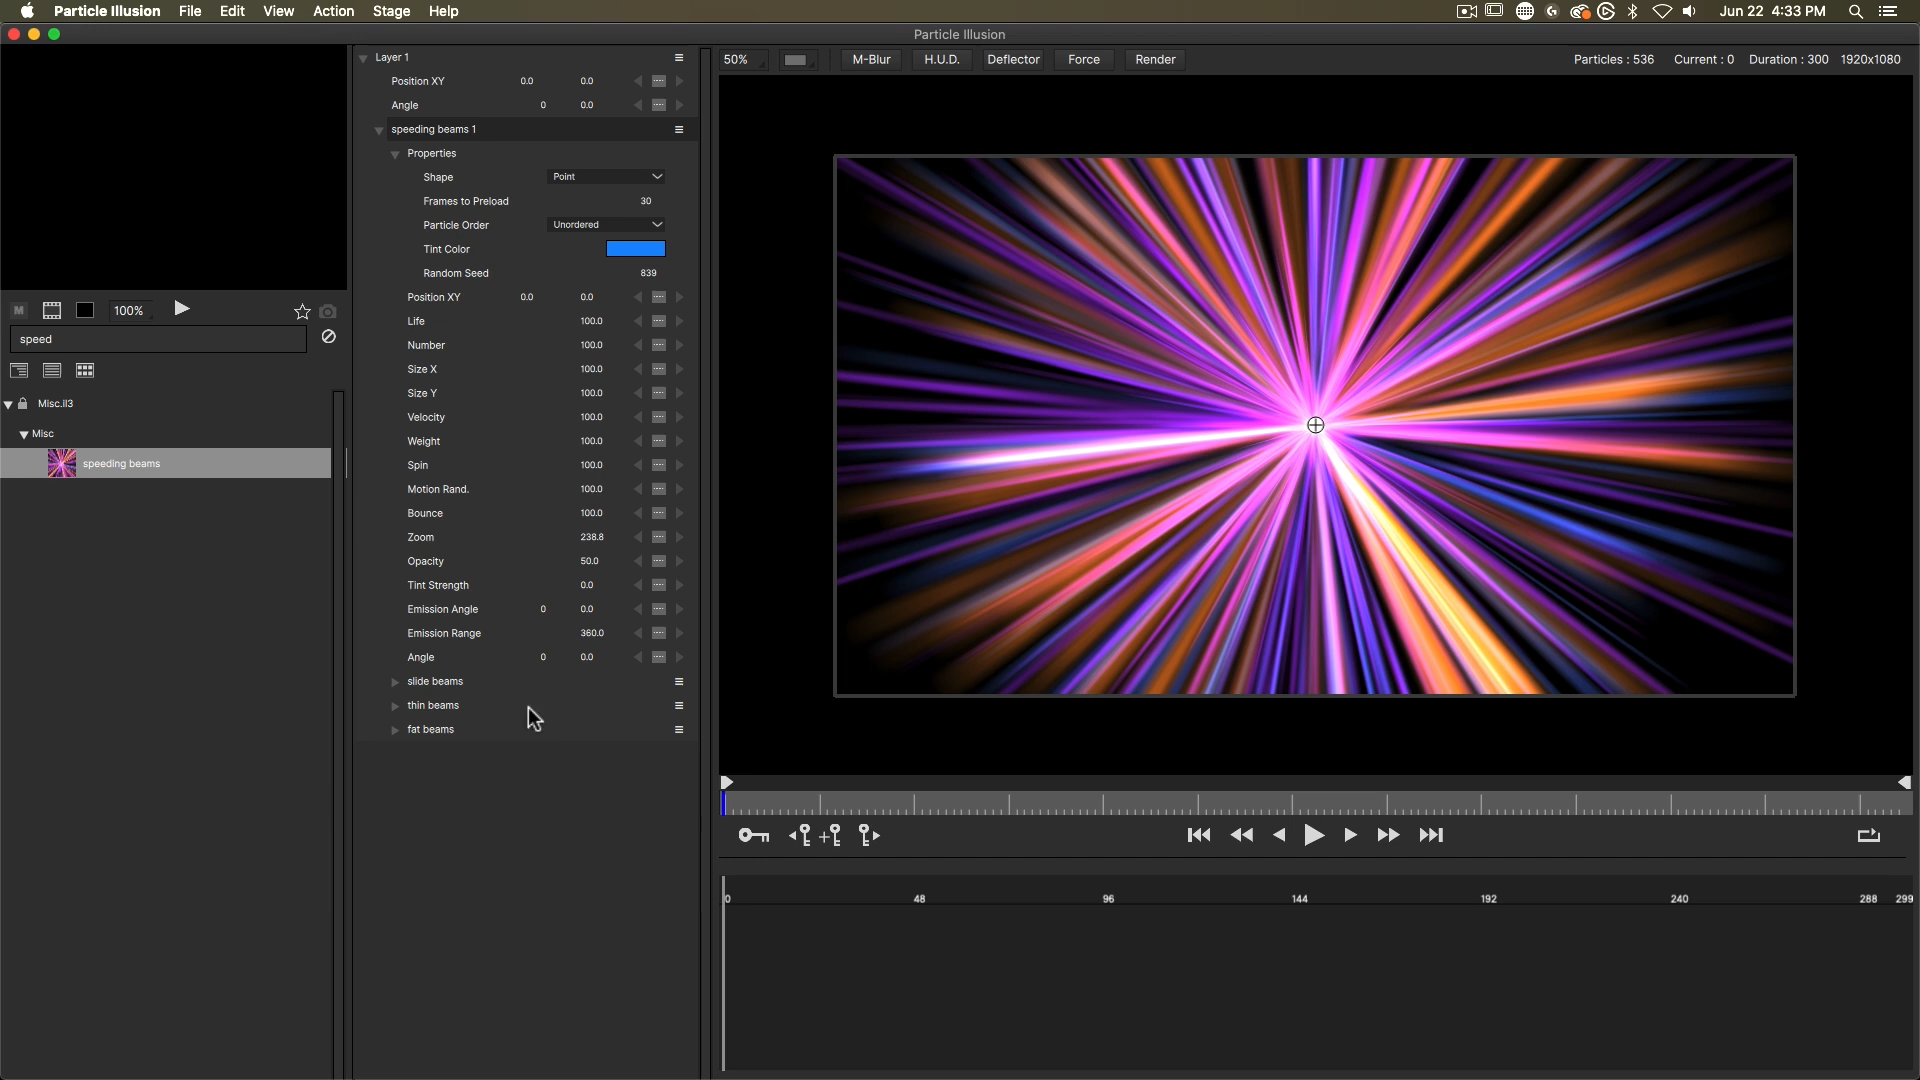 Particle Illusion File Edit View Action Stage Help
Jun 22 4:33 PM
Particle Illusion
Layer 1
Position XY 0.0 0.0
Angle 0 0.0
speeding beams 1
Properties
Shape Point
Frames to Preload 30
Particle Order Unordered
Tint Color
Random Seed 839
Position XY 0.0 0.0
Life 100.0
Number 100.0
Size X 100.0
Size Y 100.0
Velocity 100.0
Weight 100.0
Spin 100.0
Motion Rand. 100.0
Bounce 100.0
Zoom 238.8
Opacity 50.0
Tint Strength 0.0
Emission Angle 0 0.0
Emission Range 360.0
Angle 0 0.0
slide beams
thin beams
fat beams
M 100%
speed
Misc.il3
Misc
speeding beams
50% M-Blur H.U.D. Deflector Force Render
Particles : 536 Current : 0 Duration : 300 1920x1080
0 48 96 144 192 240 288 299